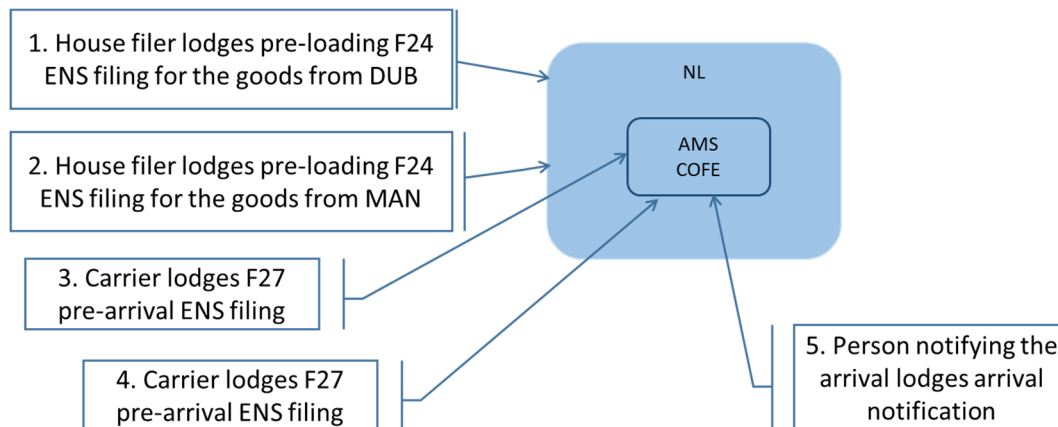 1. House filer lodges pre-loading F24
ENS filing for the goods from DUB
NL
AMS
COFE
2. House filer lodges pre-loading F24
ENS filing for the goods from MAN
3. Carrier lodges F27
pre-arrival ENS filing
4. Carrier lodges F27
pre-arrival ENS filing
5. Person notifying the
arrival lodges arrival
notification